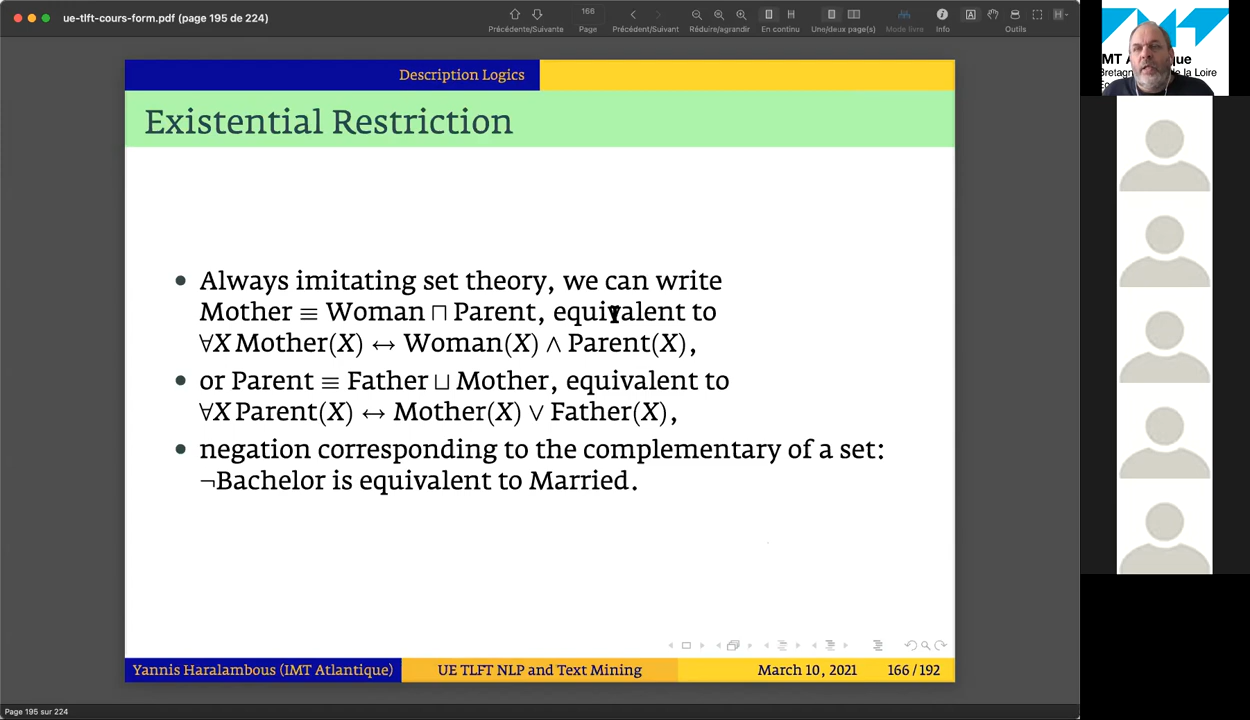 ue-tlft-cours-form.pdf (page 195 de 224)
168
Précédente/Suivante
Page
Précédent/Suivant
Réduire/agrandir
En continu
Une/deux page(s)
Mode livre
Info
Outils
Description Logics
Existential Restriction
• Always imitating set theory, we can write
Mother ≡ Woman ⊓ Parent, equivalent to
∀X Mother(X) ↔ Woman(X) ∧ Parent(X),
• or Parent ≡ Father ⊔ Mother, equivalent to
∀X Parent(X) ↔ Mother(X) ∨ Father(X),
• negation corresponding to the complementary of a set:
¬Bachelor is equivalent to Married.
Yannis Haralambous (IMT Atlantique)
UE TLFT NLP and Text Mining
March 10, 2021
166 / 192
Page 195 sur 224